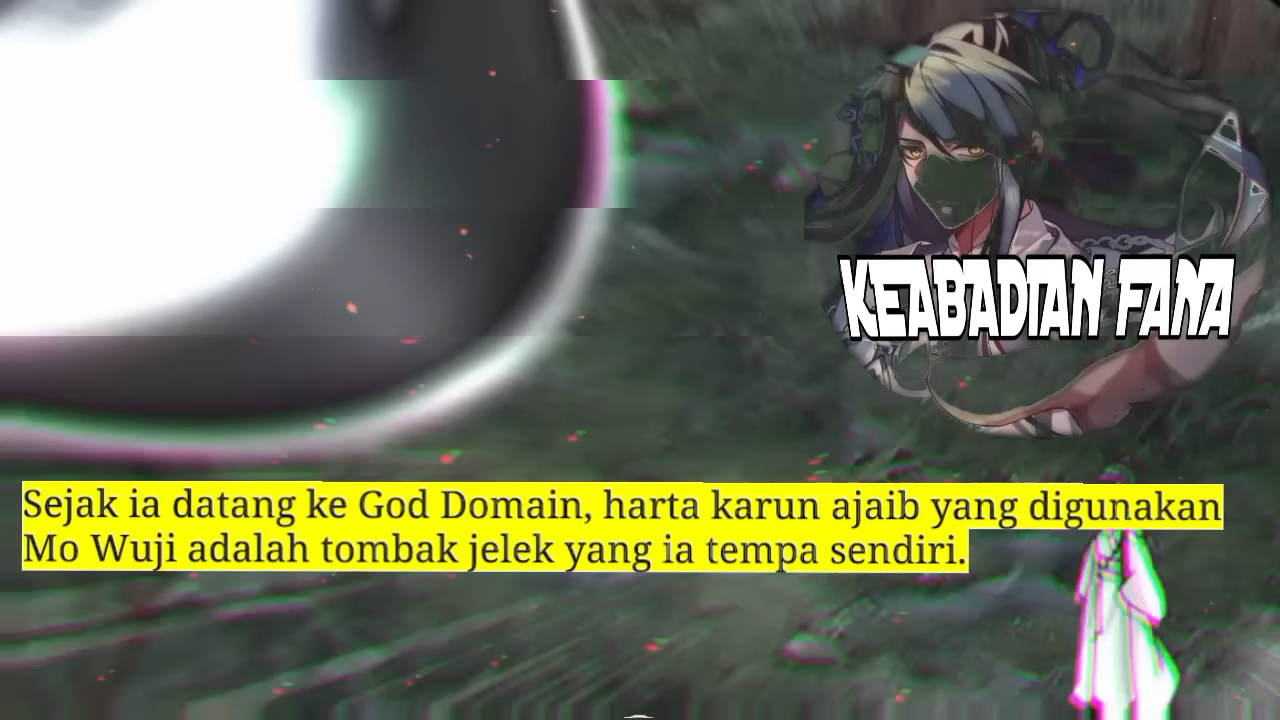 KEABADIAN FANA
Sejak ia datang ke God Domain, harta karun ajaib yang digunakan
Mo Wuji adalah tombak jelek yang ia tempa sendiri.